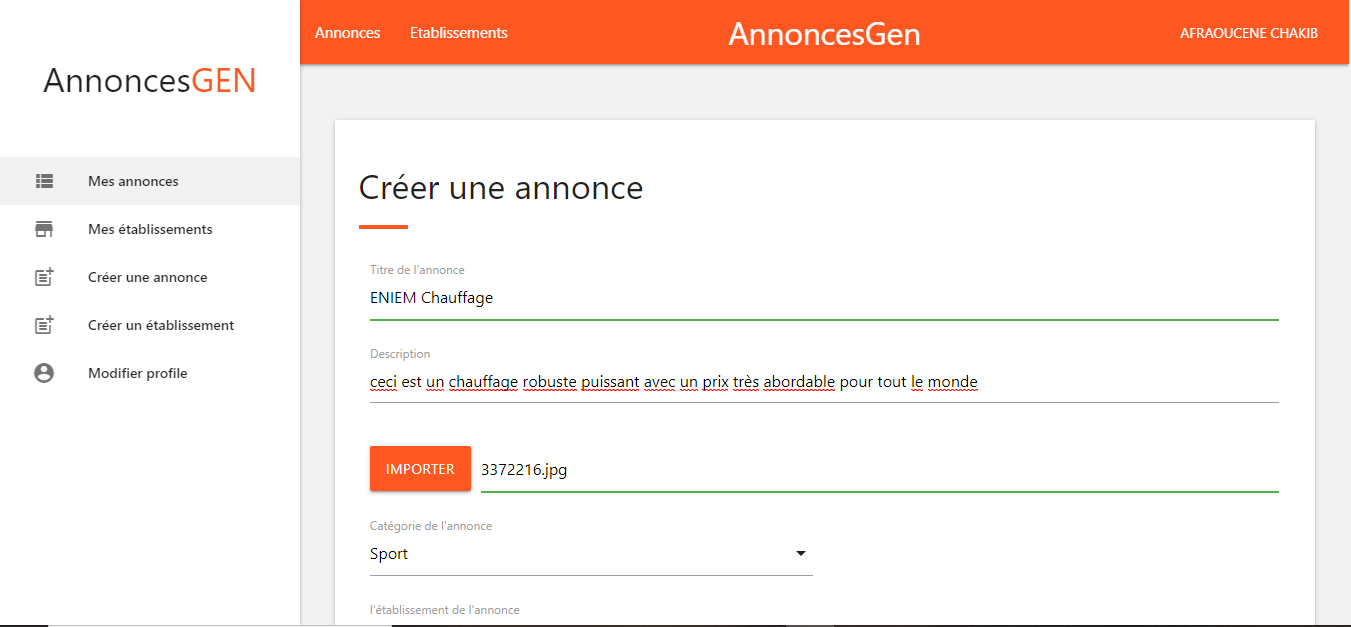 Annonces Etablissements AnnoncesGen AFRAOUCENE CHAKIB
AnnoncesGEN
Mes annonces
Mes établissements
Créer une annonce
Créer un établissement
Modifier profile
Créer une annonce
Titre de l'annonce
ENIEM Chauffage
Description
ceci est un chauffage robuste puissant avec un prix très abordable pour tout le monde
IMPORTER 3372216.jpg
Catégorie de l'annonce
Sport
l'établissement de l'annonce